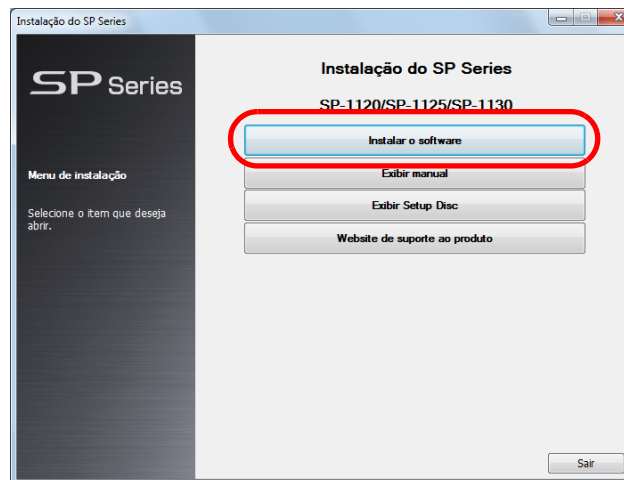 Instalação do SP Series
SP Series
Menu de instalação
Selecione o item que deseja
abrir.
Instalação do SP Series
SP-1120/SP-1125/SP-1130
Instalar o software
Exibir manual
Exibir Setup Disc
Website de suporte ao produto
Sair